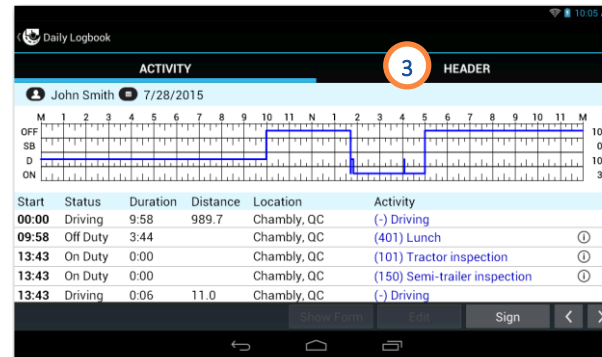 10:05
Daily Logbook
ACTIVITY 3 HEADER
John Smith 7/28/2015
M 1 2 3 4 5 6 7 8 9 10 11 N 1 2 3 4 5 6 7 8 9 10 11 M
OFF 10
SB 0
D 10
ON 3
Start Status Duration Distance Location Activity
00:00 Driving 9:58 989.7 Chambly, QC (-) Driving
09:58 Off Duty 3:44 Chambly, QC (401) Lunch
13:43 On Duty 0:00 Chambly, QC (101) Tractor inspection
13:43 On Duty 0:00 Chambly, QC (150) Semi-trailer inspection
13:43 Driving 0:06 11.0 Chambly, QC (-) Driving
Show Form Edit Sign